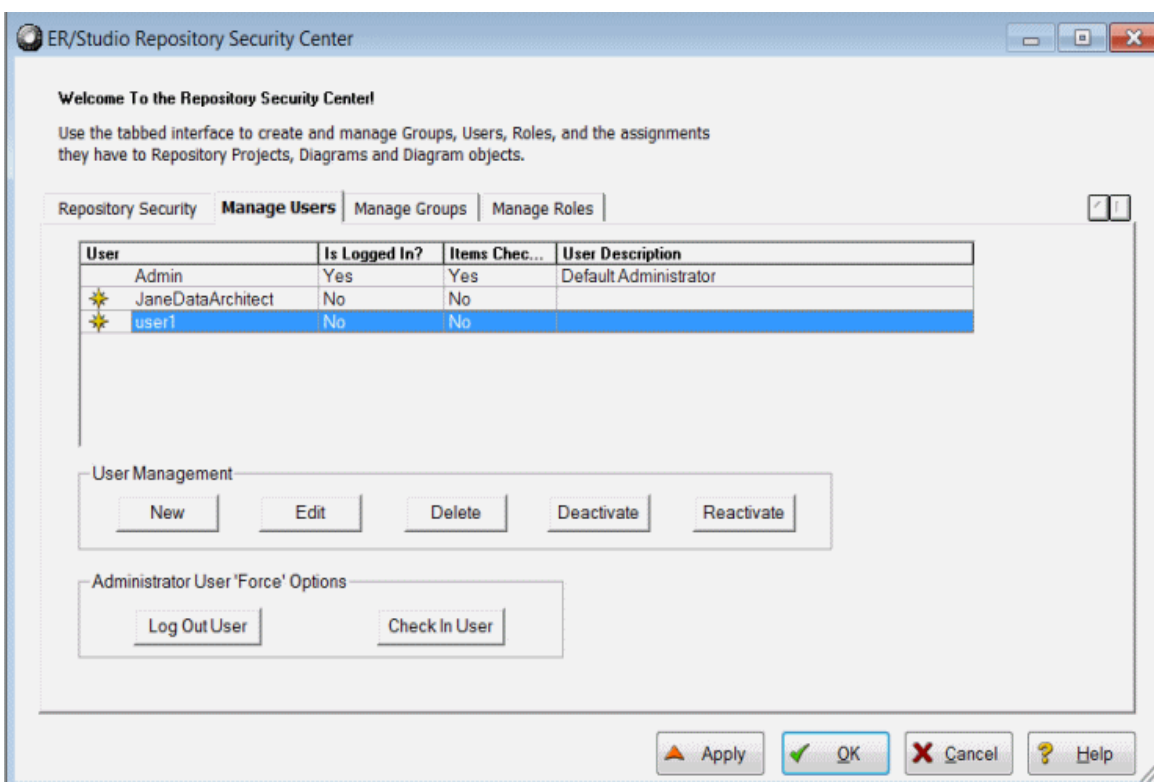 ER/Studio Repository Security Center
Welcome To the Repository Security Center!
Use the tabbed interface to create and manage Groups, Users, Roles, and the assignments
they have to Repository Projects, Diagrams and Diagram objects.
Repository Security Manage Users Manage Groups Manage Roles
User Is Logged In? Items Chec... User Description
Admin Yes Yes Default Administrator
JaneDataArchitect No No
user1 No No
User Management
New Edit Delete Deactivate Reactivate
Administrator User 'Force' Options
Log Out User Check In User
Apply OK Cancel Help